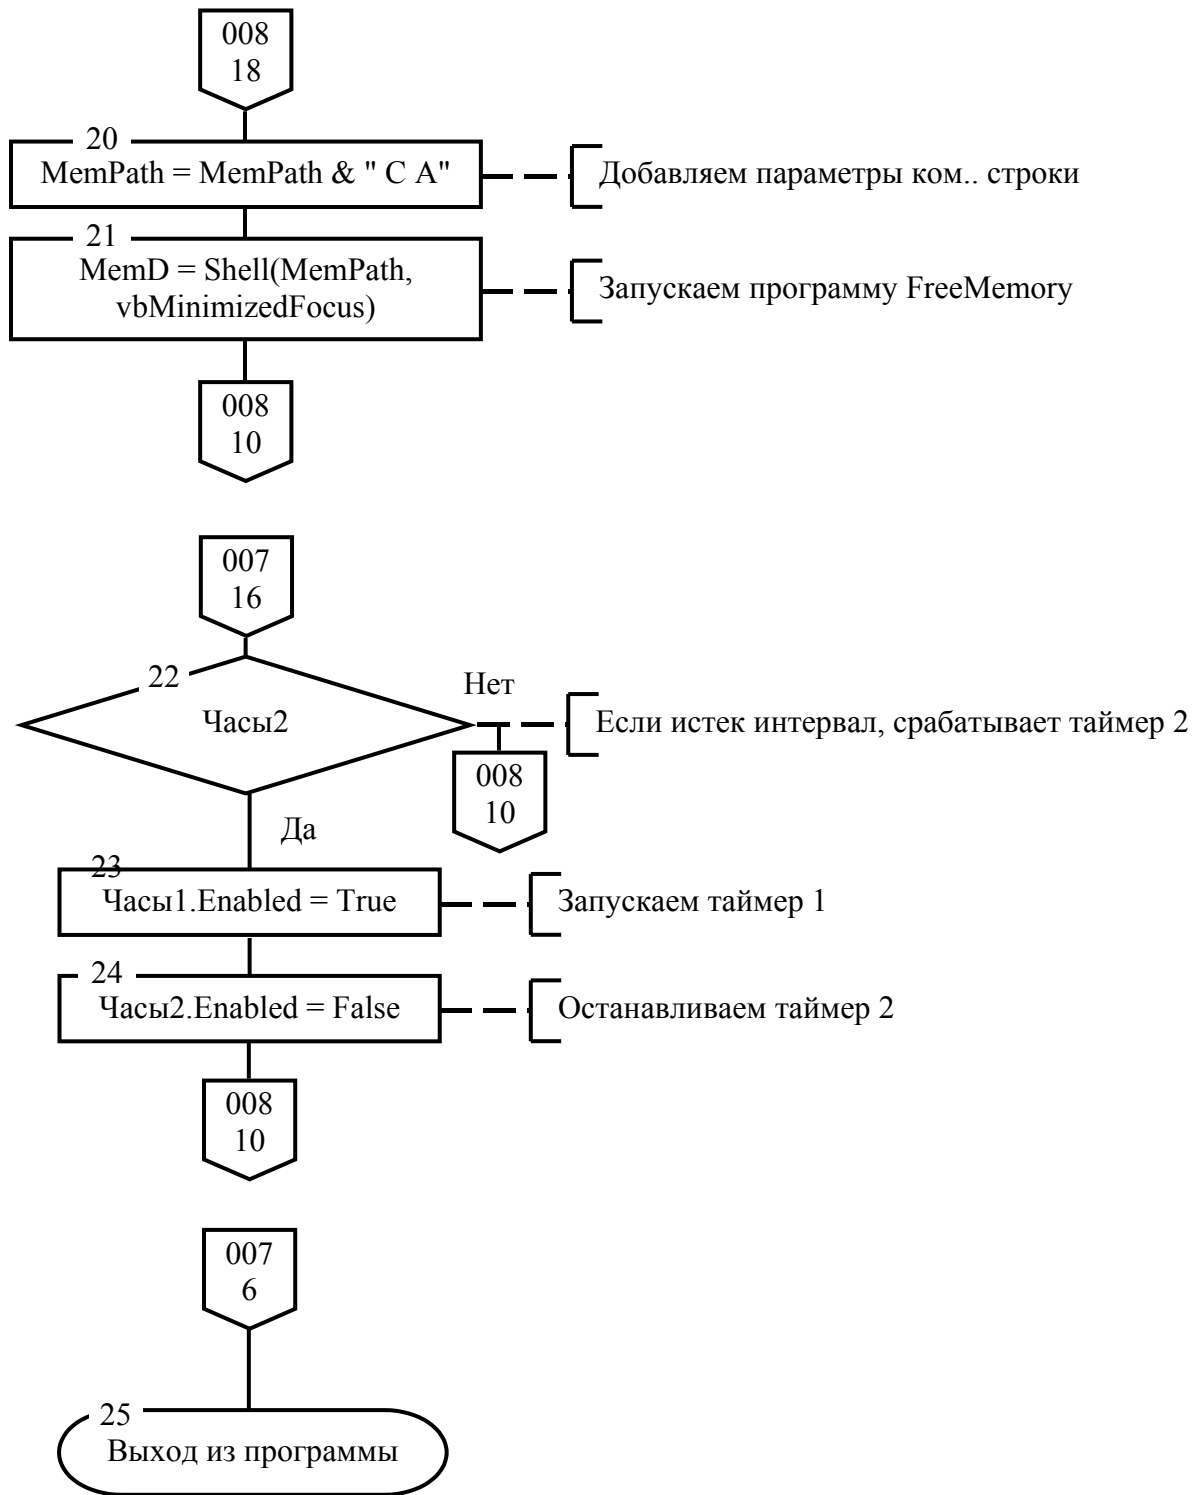 008
18
20
MemPath = MemPath & " C A"
Добавляем параметры ком.. строки
21
MemD = Shell(MemPath,
vbMinimizedFocus)
Запускаем программу FreeMemory
008
10
007
16
22
Нет
Часы2
Если истек интервал, срабатывает таймер 2
008
10
Да
23
Часы1.Enabled = True
Запускаем таймер 1
24
Часы2.Enabled = False
Останавливаем таймер 2
008
10
007
6
25
Выход из программы